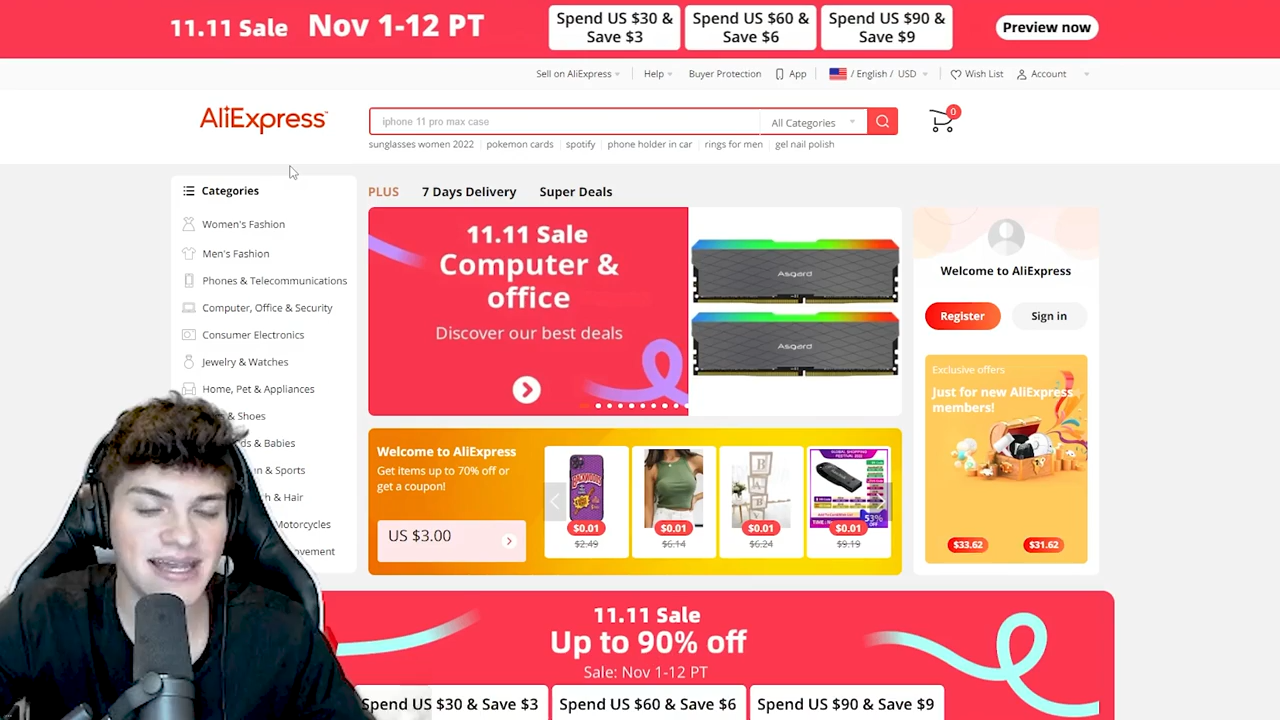 11.11 Sale Nov 1-12 PT
Spend US $30 &
Save $3
Spend US $60 &
Save $6
Spend US $90 &
Save $9
Preview now
Sell on AliExpress
Help
Buyer Protection
App
/ English / USD
Wish List
Account
AliExpress
iphone 11 pro max case
All Categories
0
sunglasses women 2022
pokemon cards
spotify
phone holder in car
rings for men
gel nail polish
Categories
Women's Fashion
Men's Fashion
Phones & Telecommunications
Computer, Office & Security
Consumer Electronics
Jewelry & Watches
Home, Pet & Appliances
& Shoes
& Babies
& Sports
& Hair
Motorcycles
PLUS
7 Days Delivery
Super Deals
11.11 Sale
Computer &
office
Discover our best deals
Asgard
Asgard
Welcome to AliExpress
Register
Sign in
Exclusive offers
Just for new AliExpress
members!
$33.62
$31.62
Welcome to AliExpress
Get items up to 70% off or
get a coupon!
US $3.00
$0.01
$2.49
$0.01
$6.14
$0.01
$6.24
53%
$0.01
$9.19
11.11 Sale
Up to 90% off
Sale: Nov 1-12 PT
Spend US $30 & Save $3
Spend US $60 & Save $6
Spend US $90 & Save $9